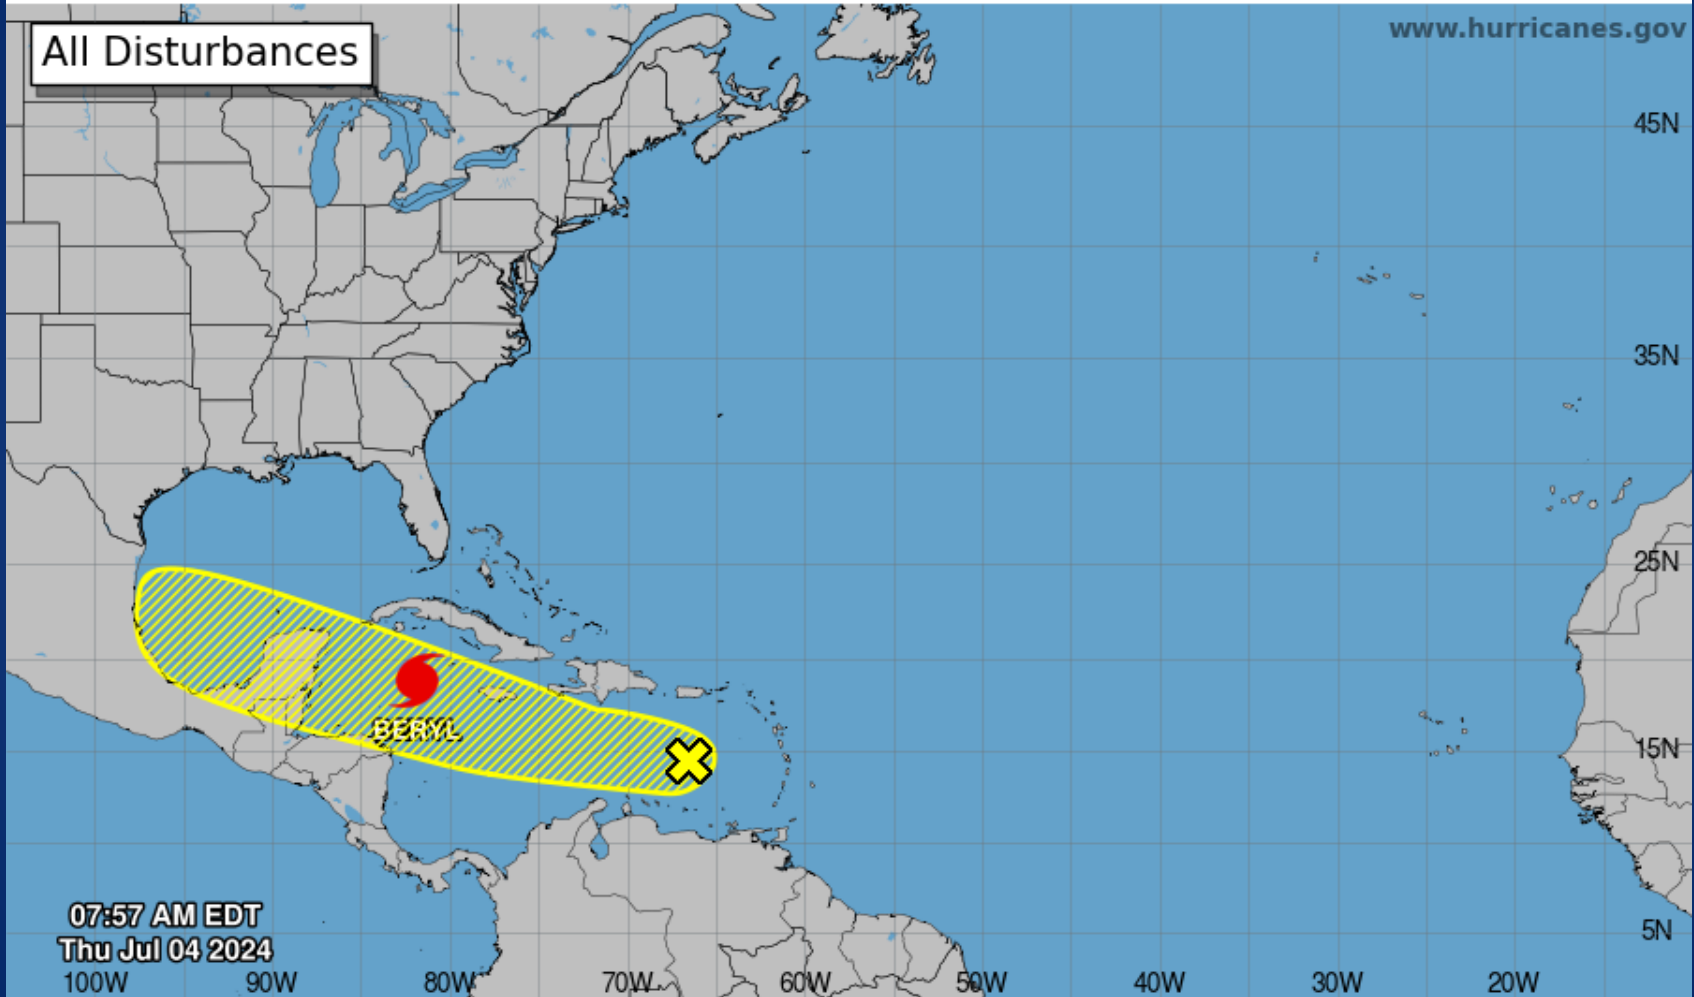 All Disturbances
www.hurricanes.gov
45N
35N
25N
15N
5N
BERYL
07:57 AM EDT
Thu Jul 04 2024
100W 90W 80W 70W 60W 50W 40W 30W 20W